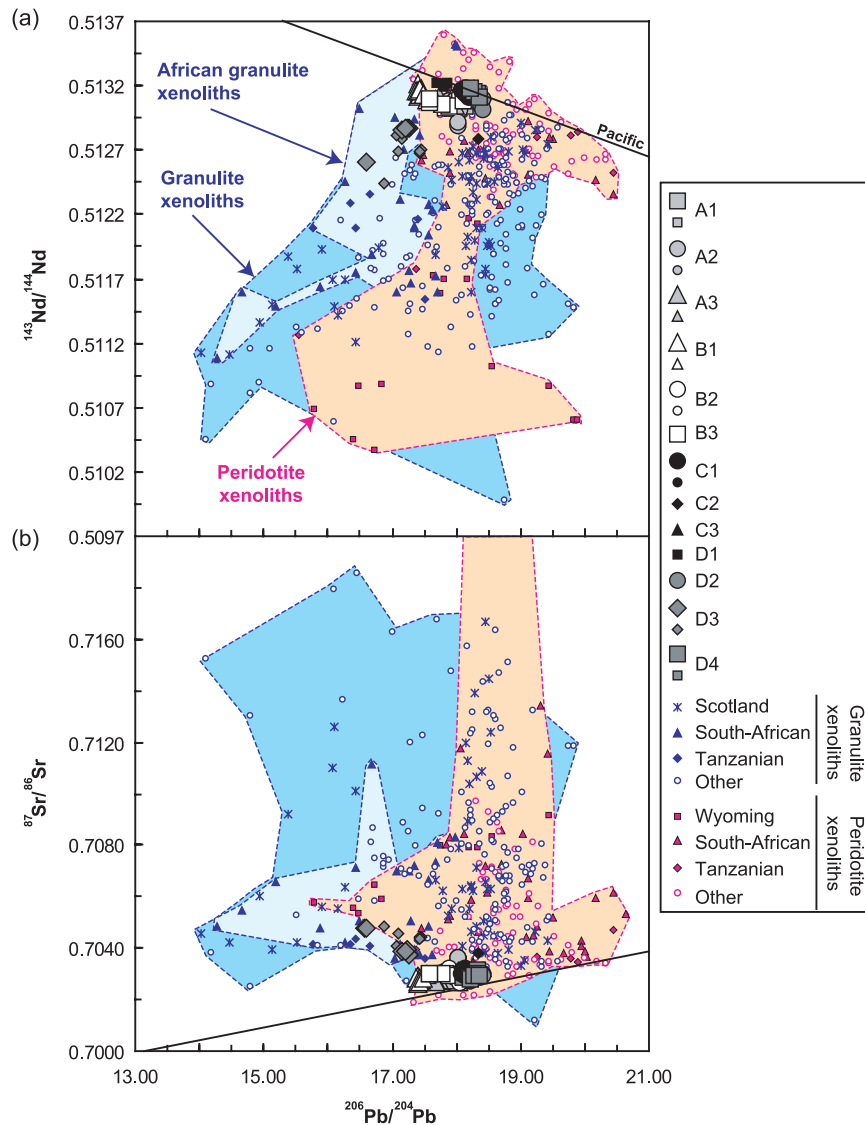 (a)
0.5137
0.5132
0.5127
0.5122
0.5117
0.5112
0.5107
0.5102
0.5097
143Nd/144Nd
African granulite
xenoliths
Granulite
xenoliths
Peridotite
xenoliths
Pacific
(b)
0.7160
0.7120
0.7080
0.7040
0.7000
87Sr/86Sr
13.00 15.00 17.00 19.00 21.00
206Pb/204Pb
A1
A2
A3
B1
B2
B3
C1
C2
C3
D1
D2
D3
D4
Scotland
South-African
Tanzanian
Other
Granulite
xenoliths
Wyoming
South-African
Tanzanian
Other
Peridotite
xenoliths